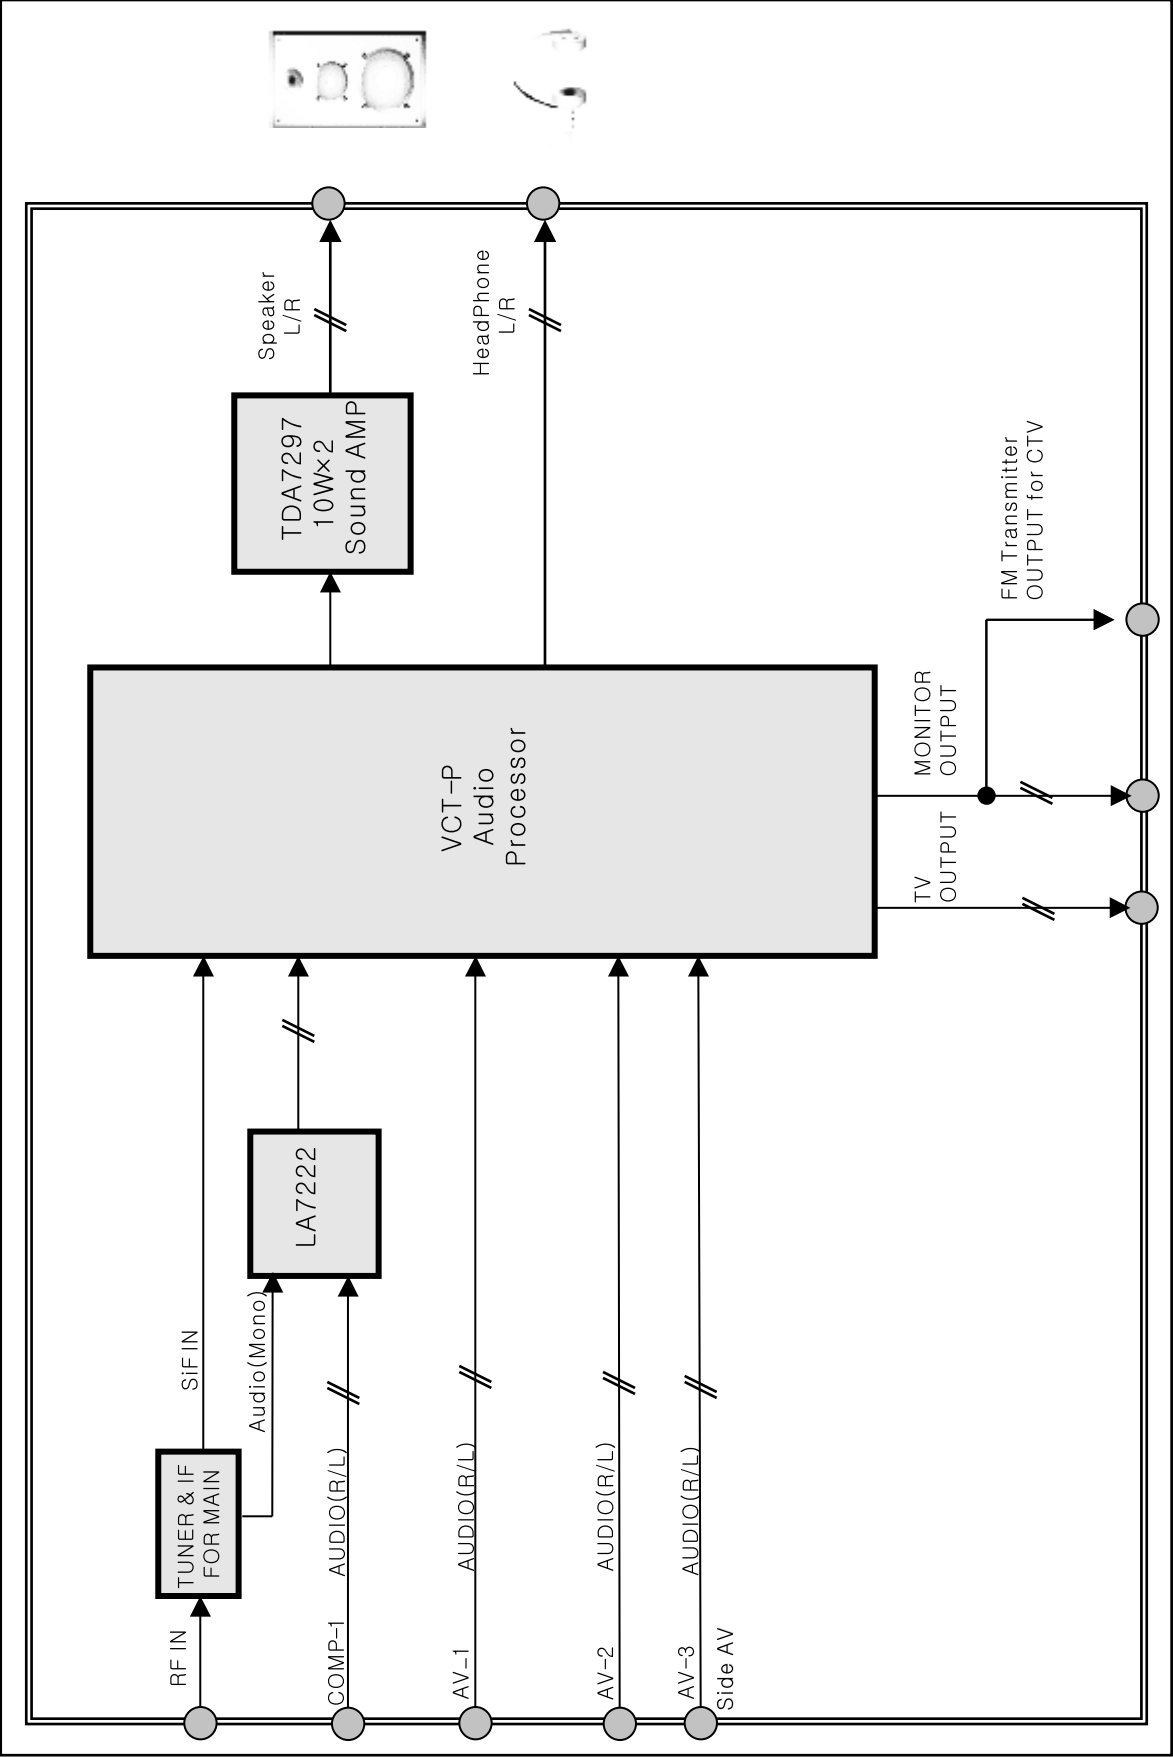 RF IN
TUNER & IF
FOR MAIN
SiF IN
Audio(Mono)
COMP-1
AUDIO(R/L)
LA7222
AV-1
AUDIO(R/L)
AV-2
AUDIO(R/L)
AV-3
Side AV
AUDIO(R/L)
VCT-P
Audio
Processor
TDA7297
10W×2
Sound AMP
Speaker
L/R
HeadPhone
L/R
TV
OUTPUT
MONITOR
OUTPUT
FM Transmitter
OUTPUT for CTV